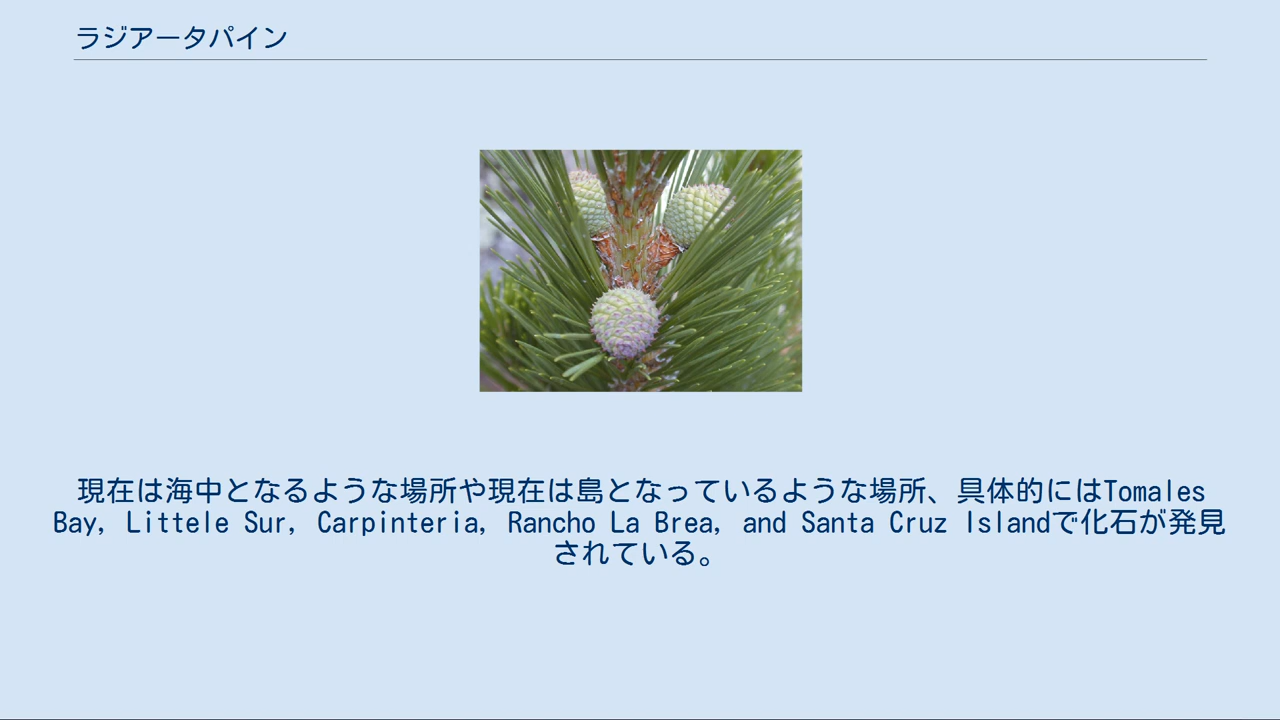 ラジアータパイン
現在は海中となるような場所や現在は島となっているような場所、具体的にはTomales
Bay, Littele Sur, Carpinteria, Rancho La Brea, and Santa Cruz Islandで化石が発見
されている。